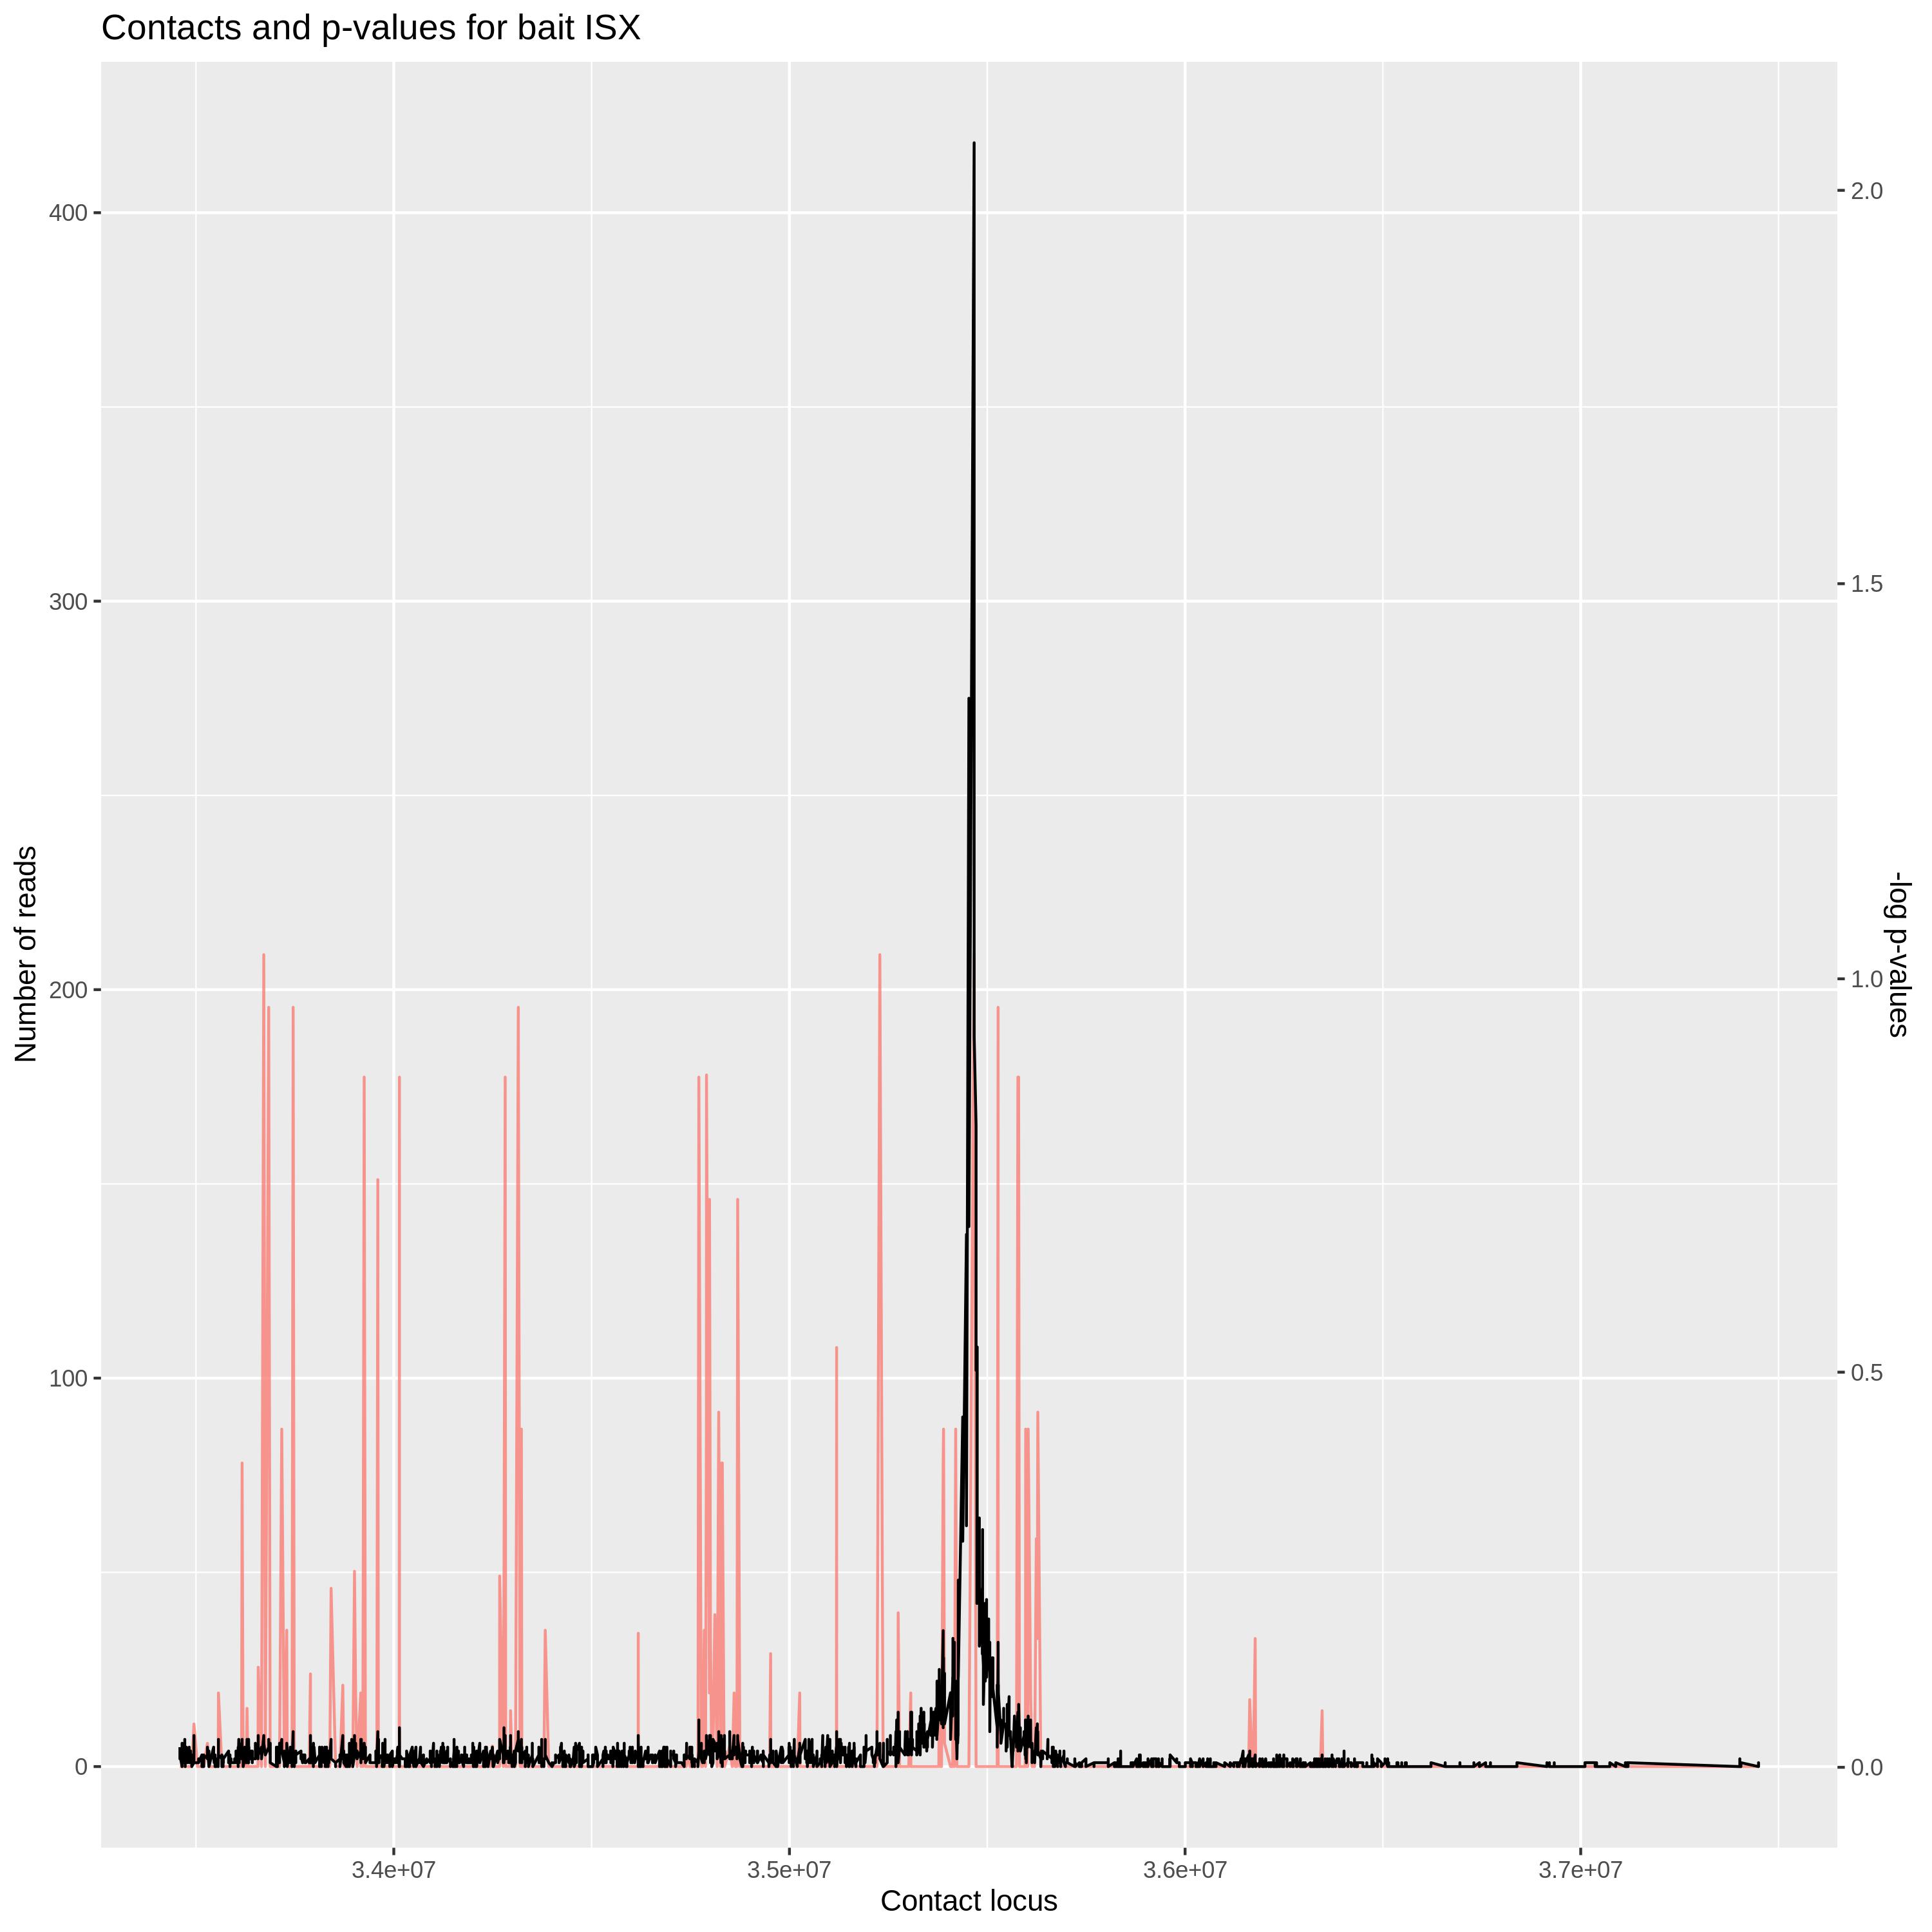 Contacts and p-values for bait ISX
400
300
200
100
0
Number of reads
2.0
1.5
1.0
0.5
0.0
-log p-values
3.4e+07
3.5e+07
3.6e+07
3.7e+07
Contact locus